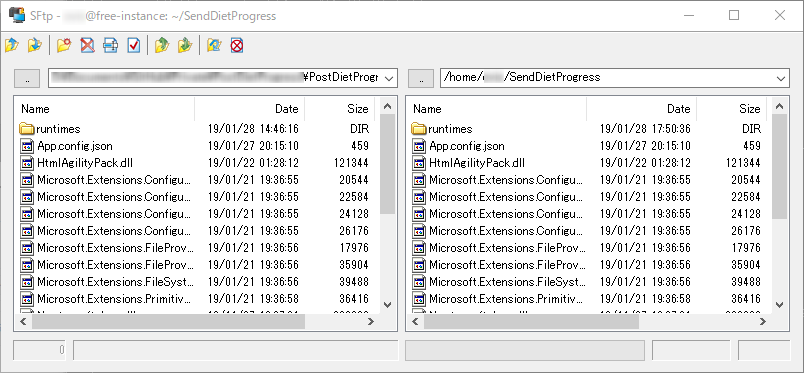 SFtp - @free-instance: ~/SendDietProgress
.. ¥PostDietProgr .. /home/ /SendDietProgress
Name Date Size Name Date Size
runtimes 19/01/28 14:46:16 DIR runtimes 19/01/28 17:50:36 DIR
App.config.json 19/01/27 20:15:10 459 App.config.json 19/01/27 20:15:10 459
HtmlAgilityPack.dll 19/01/22 01:28:12 121344 HtmlAgilityPack.dll 19/01/22 01:28:12 121344
Microsoft.Extensions.Configu... 19/01/21 19:36:55 20544 Microsoft.Extensions.Configu... 19/01/21 19:36:55 20544
Microsoft.Extensions.Configu... 19/01/21 19:36:55 22584 Microsoft.Extensions.Configu... 19/01/21 19:36:55 22584
Microsoft.Extensions.Configu... 19/01/21 19:36:55 24128 Microsoft.Extensions.Configu... 19/01/21 19:36:55 24128
Microsoft.Extensions.Configu... 19/01/21 19:36:55 26176 Microsoft.Extensions.Configu... 19/01/21 19:36:55 26176
Microsoft.Extensions.FileProv... 19/01/21 19:36:56 17976 Microsoft.Extensions.FileProv... 19/01/21 19:36:56 17976
Microsoft.Extensions.FileProv... 19/01/21 19:36:56 35904 Microsoft.Extensions.FileProv... 19/01/21 19:36:56 35904
Microsoft.Extensions.FileSyst... 19/01/21 19:36:56 39488 Microsoft.Extensions.FileSyst... 19/01/21 19:36:56 39488
Microsoft.Extensions.Primitiv... 19/01/21 19:36:58 36416 Microsoft.Extensions.Primitiv... 19/01/21 19:36:58 36416
0